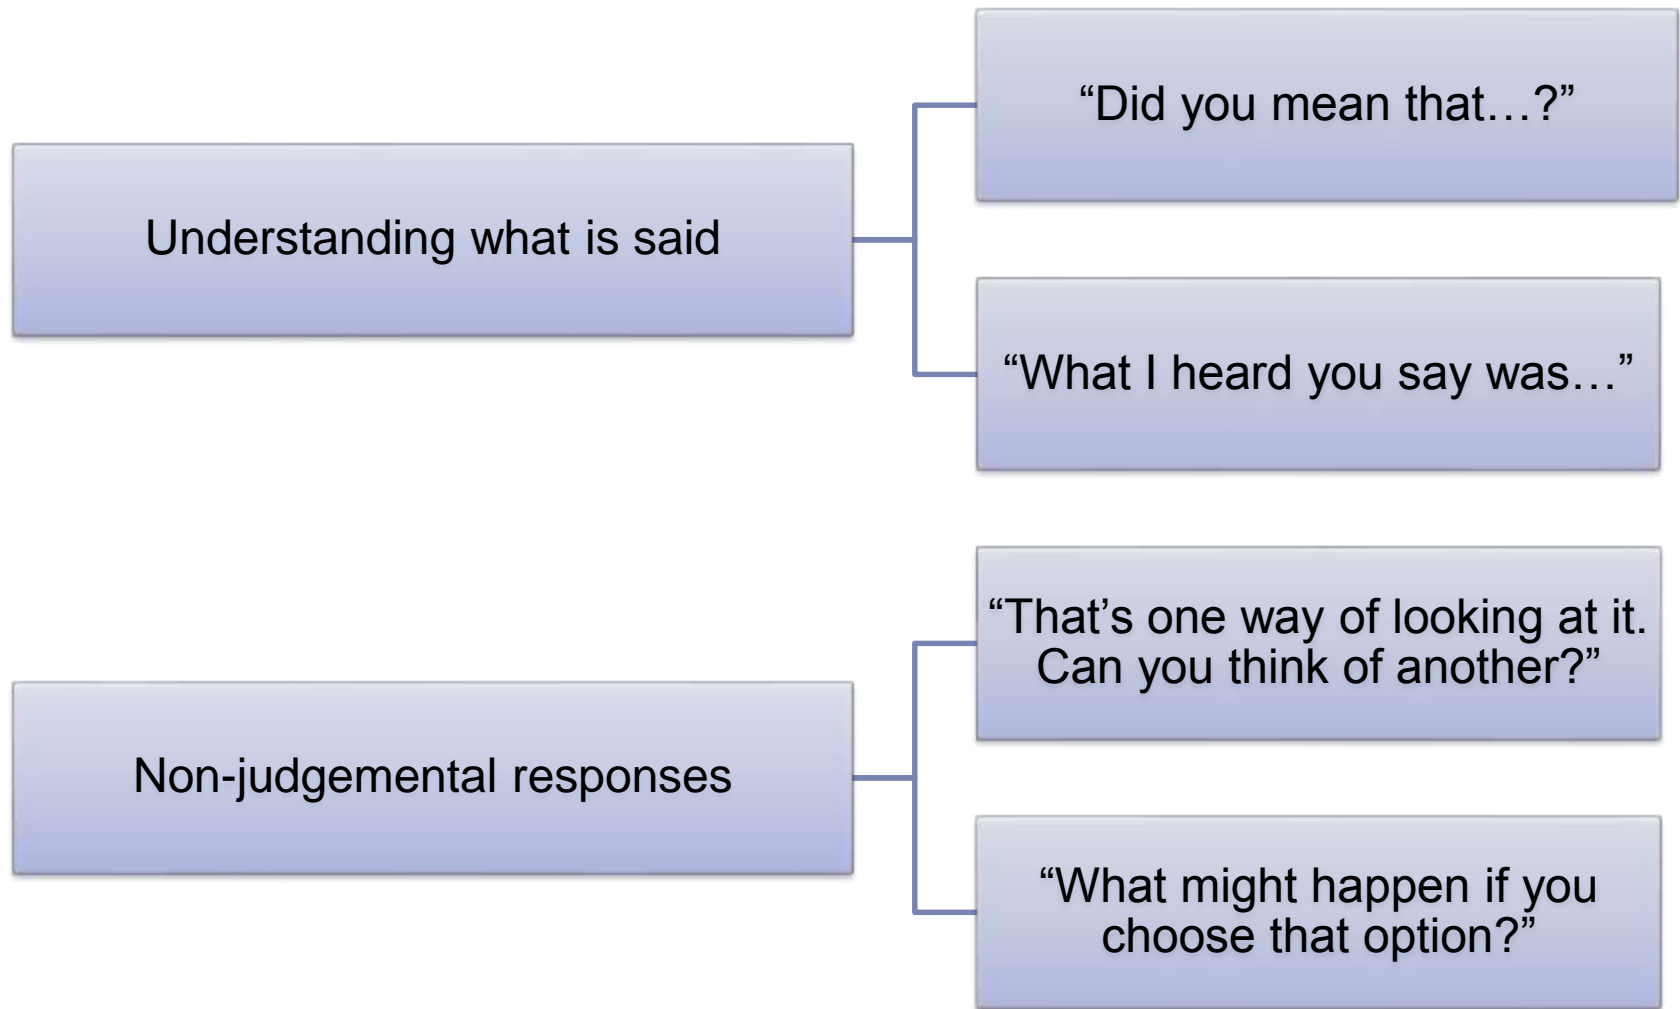 Understanding what is said
“Did you mean that…?”
“What I heard you say was…”
Non-judgemental responses
“That’s one way of looking at it.
Can you think of another?”
“What might happen if you
choose that option?”